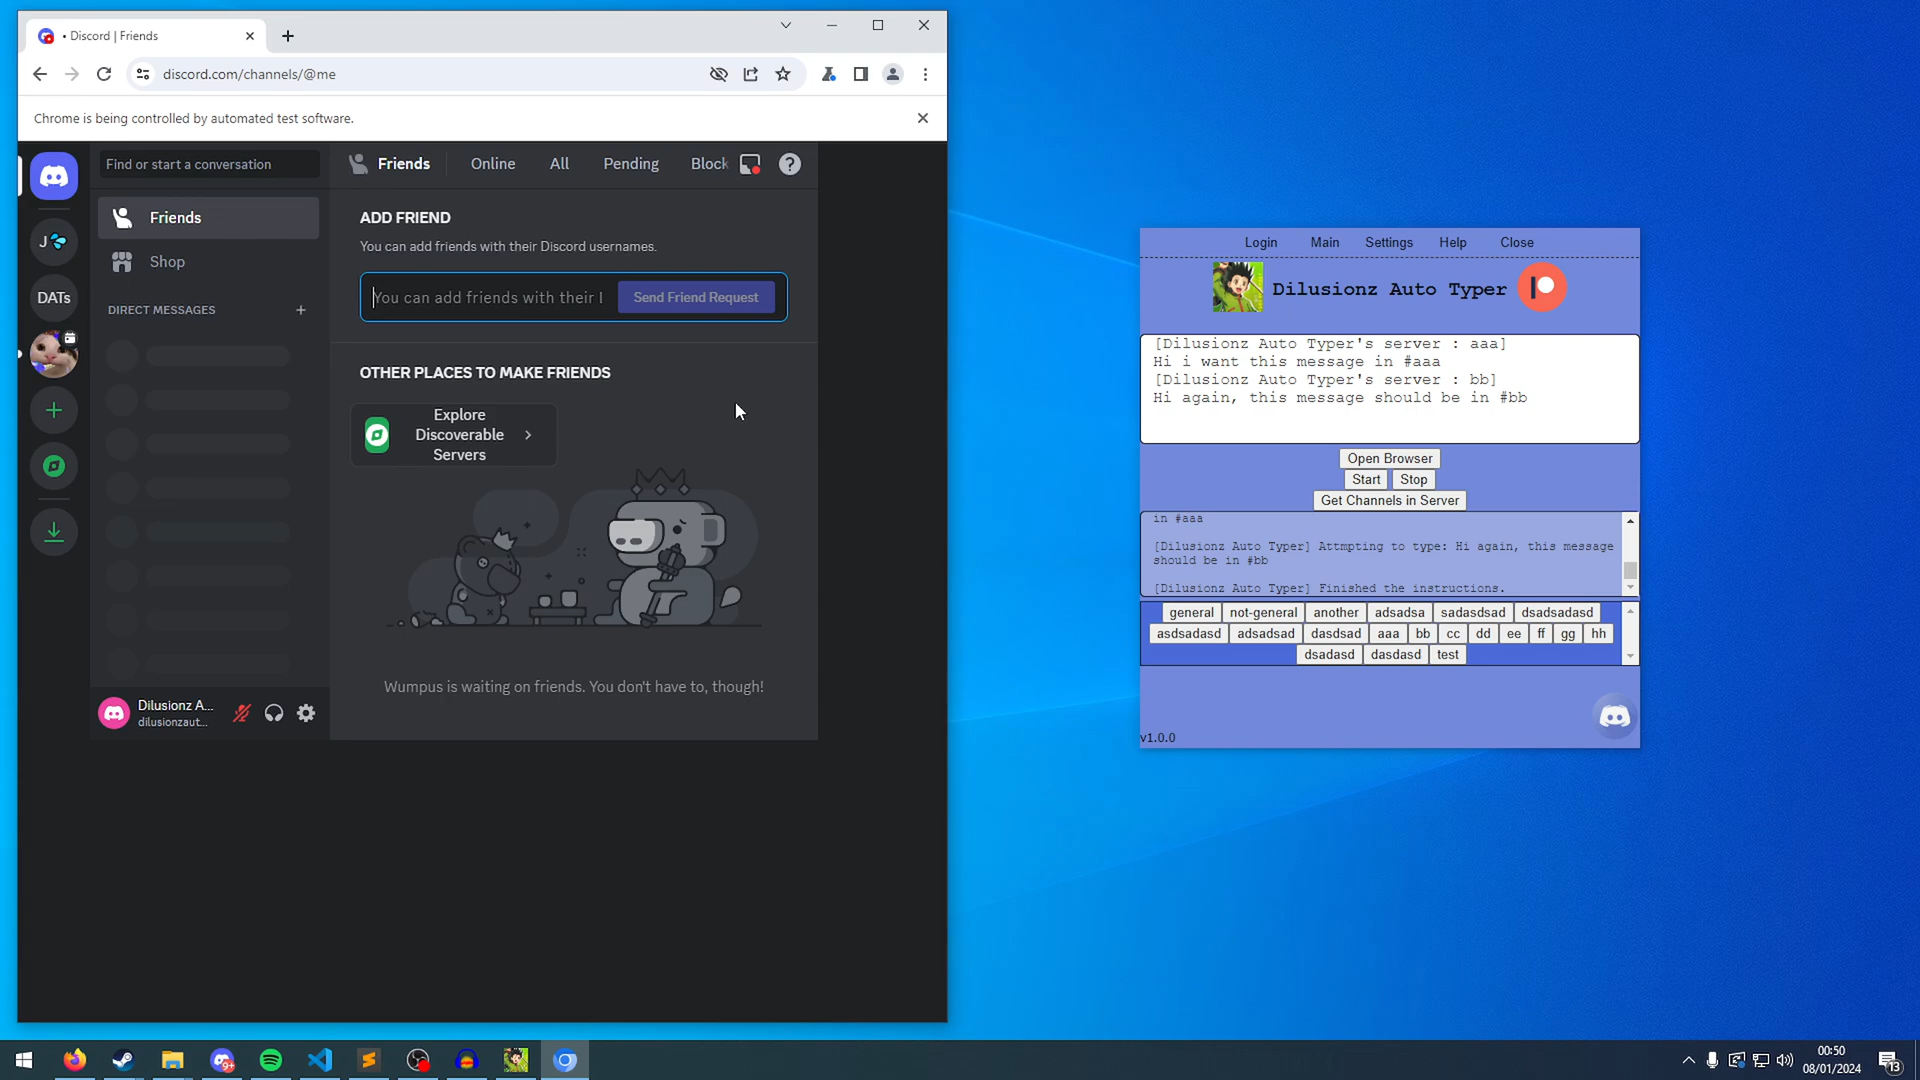 • Discord | Friends
discord.com/channels/@me
Chrome is being controlled by automated test software.
Find or start a conversation
Friends
Online
All
Pending
Block
J
DATs
Friends
Shop
DIRECT MESSAGES
ADD FRIEND
You can add friends with their Discord usernames.
You can add friends with their
Send Friend Request
OTHER PLACES TO MAKE FRIENDS
Explore
Discoverable
Servers
Wumpus is waiting on friends. You don't have to, though!
Dilusionz A...
dilusionzaut...
Login
Main
Settings
Help
Close
Dilusionz Auto Typer
[Dilusionz Auto Typer's server : aaa]
Hi i want this message in #aaa
[Dilusionz Auto Typer's server : bb]
Hi again, this message should be in #bb
Open Browser
Start
Stop
Get Channels in Server
in #aaa
[Dilusionz Auto Typer] Attmpting to type: Hi again, this message
should be in #bb
[Dilusionz Auto Typer] Finished the instructions.
general not-general another adsadsa sadasdsad dsadsadasd
asdsadasd adsadsad dasdsad aaa bb cc dd ee ff gg hh
dsadasd dasdasd test
v1.0.0
9+
00:50
08/01/2024
13